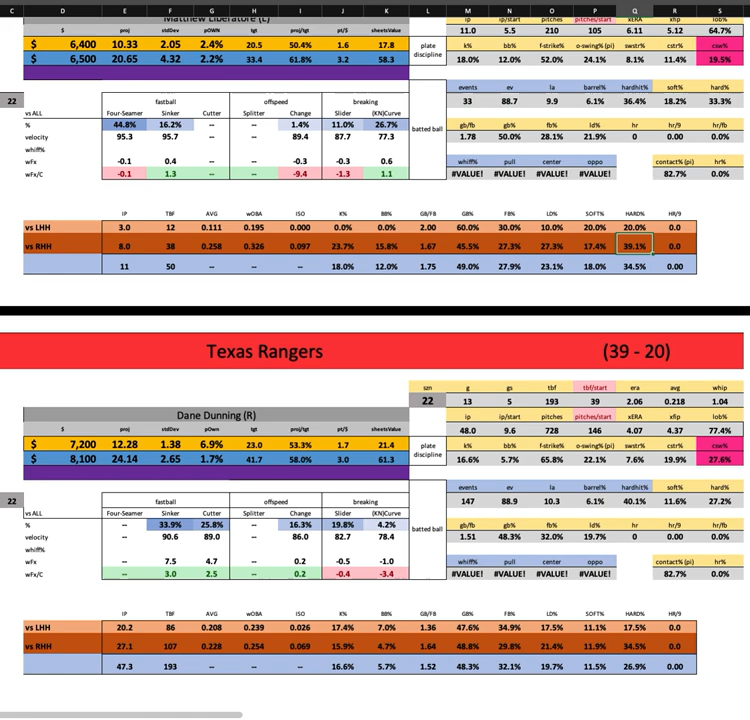 C D E F G H I J K L M N O P Q R S
Matthew Liberatore (L) ip ip/start pitches pitches/start xERA xfip lob%
$ proj stdDev pOWN tgt proj/tgt pt/$ sheetsValue 11.0 5.5 210 105 6.11 5.12 64.7%
$ 6,400 10.33 2.05 2.4% 20.5 50.4% 1.6 17.8 plate discipline k% bb% f-strike% o-swing% (pi) swstr% cstr% csw%
$ 6,500 20.65 4.32 2.2% 33.4 61.8% 3.2 58.3 18.0% 12.0% 52.0% 24.1% 8.1% 11.4% 19.5%
events ev la barrel% hardhit% soft% hr/fb%
22 fastball offspeed breaking 33 88.7 9.9 6.1% 36.4% 18.2% 33.3%
vs ALL Four-Seamer Sinker Cutter Splitter Change Slider (KN)Curve
% 44.8% 16.2% -- -- 1.4% 11.0% 26.7% batted ball gb/fb gb% fb% ld% hr hr/9 hr/fb
velocity 95.3 95.7 -- -- 89.4 87.7 77.3 1.78 50.0% 28.1% 21.9% 0 0.00 0.0%
whiff%
wFx -0.1 0.4 -- -- -0.3 -0.3 0.6 whiff% pull center oppo contact% (pi) hr%
wFx/C -0.1 1.3 -- -- -9.4 -1.3 1.1 #VALUE! #VALUE! #VALUE! #VALUE! 82.7% 0.0%
IP TBF AVG wOBA ISO K% BB% GB/FB GB% FB% LD% SOFT% HARD% HR/9
vs LHH 3.0 12 0.111 0.195 0.000 0.0% 0.0% 2.00 60.0% 30.0% 10.0% 20.0% 20.0% 0.0
vs RHH 8.0 38 0.258 0.326 0.097 23.7% 15.8% 1.67 45.5% 27.3% 27.3% 17.4% 39.1% 0.0
11 50 -- -- -- 18.0% 12.0% 1.75 49.0% 27.9% 23.1% 18.0% 34.5% 0.00
Texas Rangers (39 - 20)
szn g gs tbf tbf/start era avg whip
22 13 5 193 39 2.06 0.218 1.04
Dane Dunning (R) ip ip/start pitches pitches/start xERA xfip lob%
$ proj stdDev pOWN tgt proj/tgt pt/$ sheetsValue 48.0 9.6 728 146 4.07 4.37 77.4%
$ 7,200 12.28 1.38 6.9% 23.0 53.3% 1.7 21.4 plate discipline k% bb% f-strike% o-swing% (pi) swstr% cstr% csw%
$ 8,100 24.14 2.65 1.7% 41.7 58.0% 3.0 61.3 16.6% 5.7% 65.8% 22.1% 7.6% 19.9% 27.6%
events ev la barrel% hardhit% soft% hard%
22 fastball offspeed breaking 147 88.9 10.3 6.1% 40.1% 11.6% 27.2%
vs ALL Four-Seamer Sinker Cutter Splitter Change Slider (KN)Curve
% -- 33.9% 25.8% -- 16.3% 19.8% 4.2% batted ball gb/fb gb% fb% ld% hr hr/9 hr/fb
velocity -- 90.6 89.0 -- 86.0 82.7 78.4 1.51 48.3% 32.0% 19.7% 0 0.00 0.0%
whiff%
wFx -- 7.5 4.7 -- 0.2 -0.5 -1.0 whiff% pull center oppo contact% (pi) hr%
wFx/C -- 3.0 2.5 -- 0.2 -0.4 -3.4 #VALUE! #VALUE! #VALUE! #VALUE! 82.7% 0.0%
IP TBF AVG wOBA ISO K% BB% GB/FB GB% FB% LD% SOFT% HARD% HR/9
vs LHH 20.2 86 0.208 0.239 0.026 17.4% 7.0% 1.36 47.6% 34.9% 17.5% 11.1% 17.5% 0.0
vs RHH 27.1 107 0.228 0.254 0.069 15.9% 4.7% 1.64 48.8% 29.8% 21.4% 11.9% 34.5% 0.0
47.3 193 -- -- -- 16.6% 5.7% 1.52 48.3% 32.1% 19.7% 11.5% 26.9% 0.00